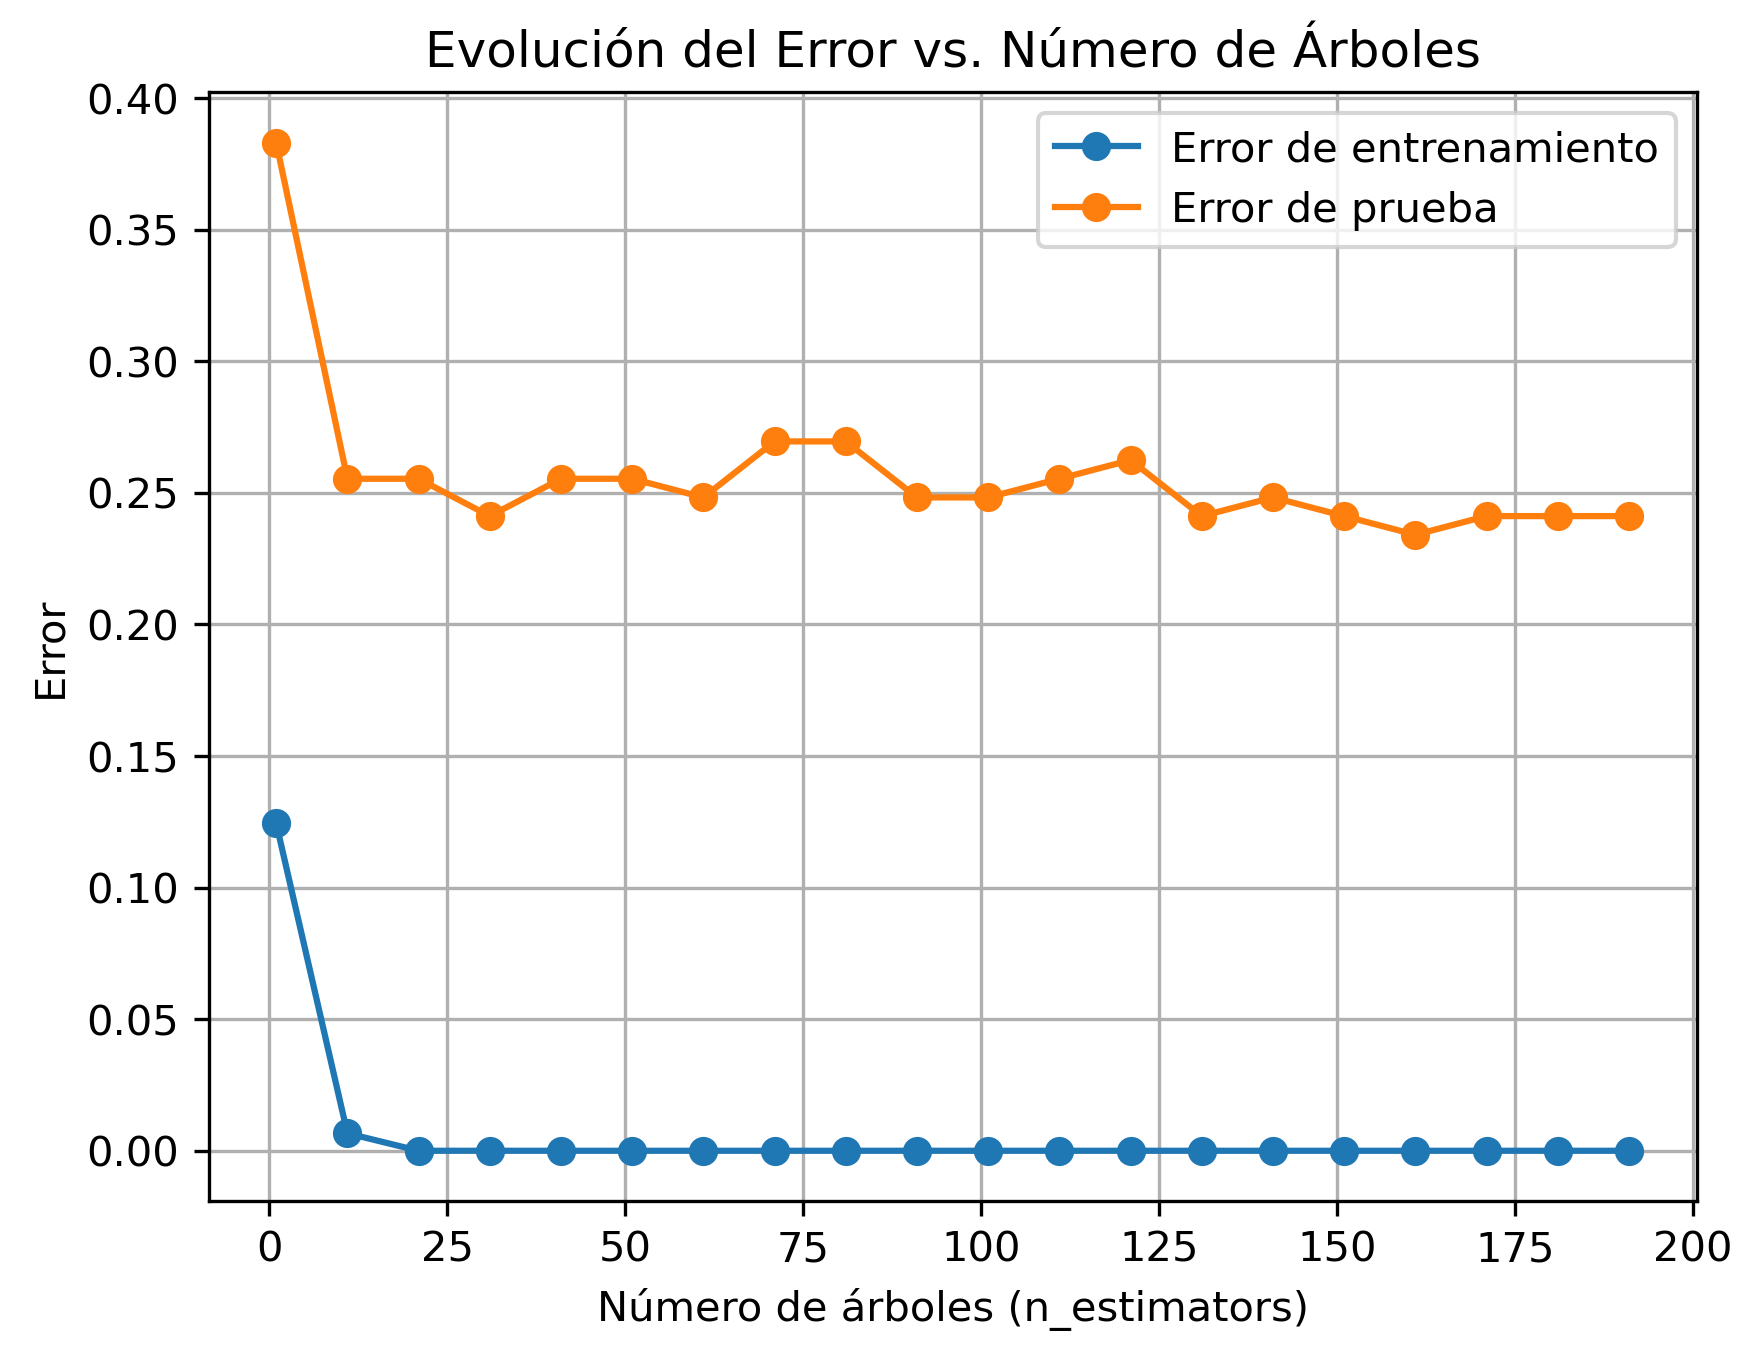 Evolución del Error vs. Número de Árboles
0.40
0.35
0.30
0.25
0.20
0.15
0.10
0.05
0.00
Error
Error de entrenamiento
Error de prueba
0 25 50 75 100 125 150 175 200
Número de árboles (n_estimators)